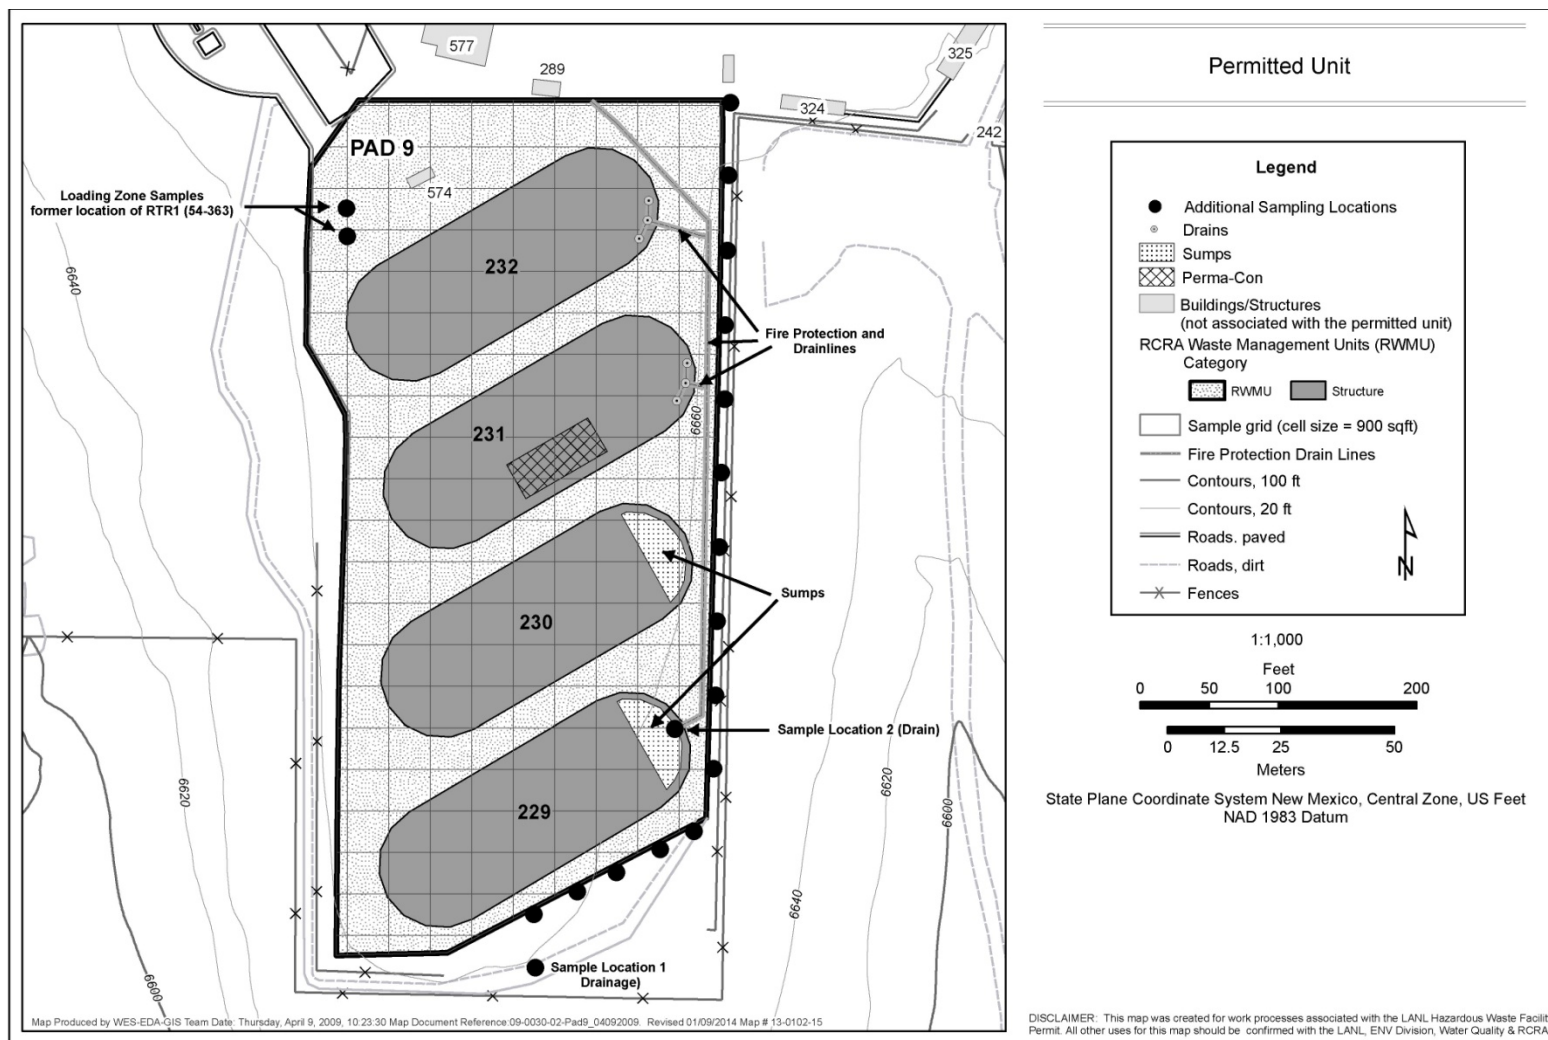 577
289
325
324
242
PAD 9
574
Loading Zone Samples
former location of RTR1 (54-363)
232
6640
Fire Protection and
Drainlines
231
6660
Sumps
230
Sample Location 2 (Drain)
229
6620
6620
6600
6640
6600
Sample Location 1
Drainage)
Map Produced by WES-EDA-GIS Team Date: Thursday, April 9, 2009, 10:23:30 Map Document Reference:09-0030-02-Pad9_04092009. Revised 01/09/2014 Map # 13-0102-15
Permitted Unit
Legend
Additional Sampling Locations
Drains
Sumps
Perma-Con
Buildings/Structures
(not associated with the permitted unit)
RCRA Waste Management Units (RWMU)
Category
RWMU Structure
Sample grid (cell size = 900 sqft)
Fire Protection Drain Lines
Contours, 100 ft
Contours, 20 ft
Roads. paved
Roads, dirt
Fences
N
1:1,000
Feet
0 50 100 200
0 12.5 25 50
Meters
State Plane Coordinate System New Mexico, Central Zone, US Feet
NAD 1983 Datum
DISCLAIMER: This map was created for work processes associated with the LANL Hazardous Waste Facilit
Permit. All other uses for this map should be confirmed with the LANL, ENV Division, Water Quality & RCRA